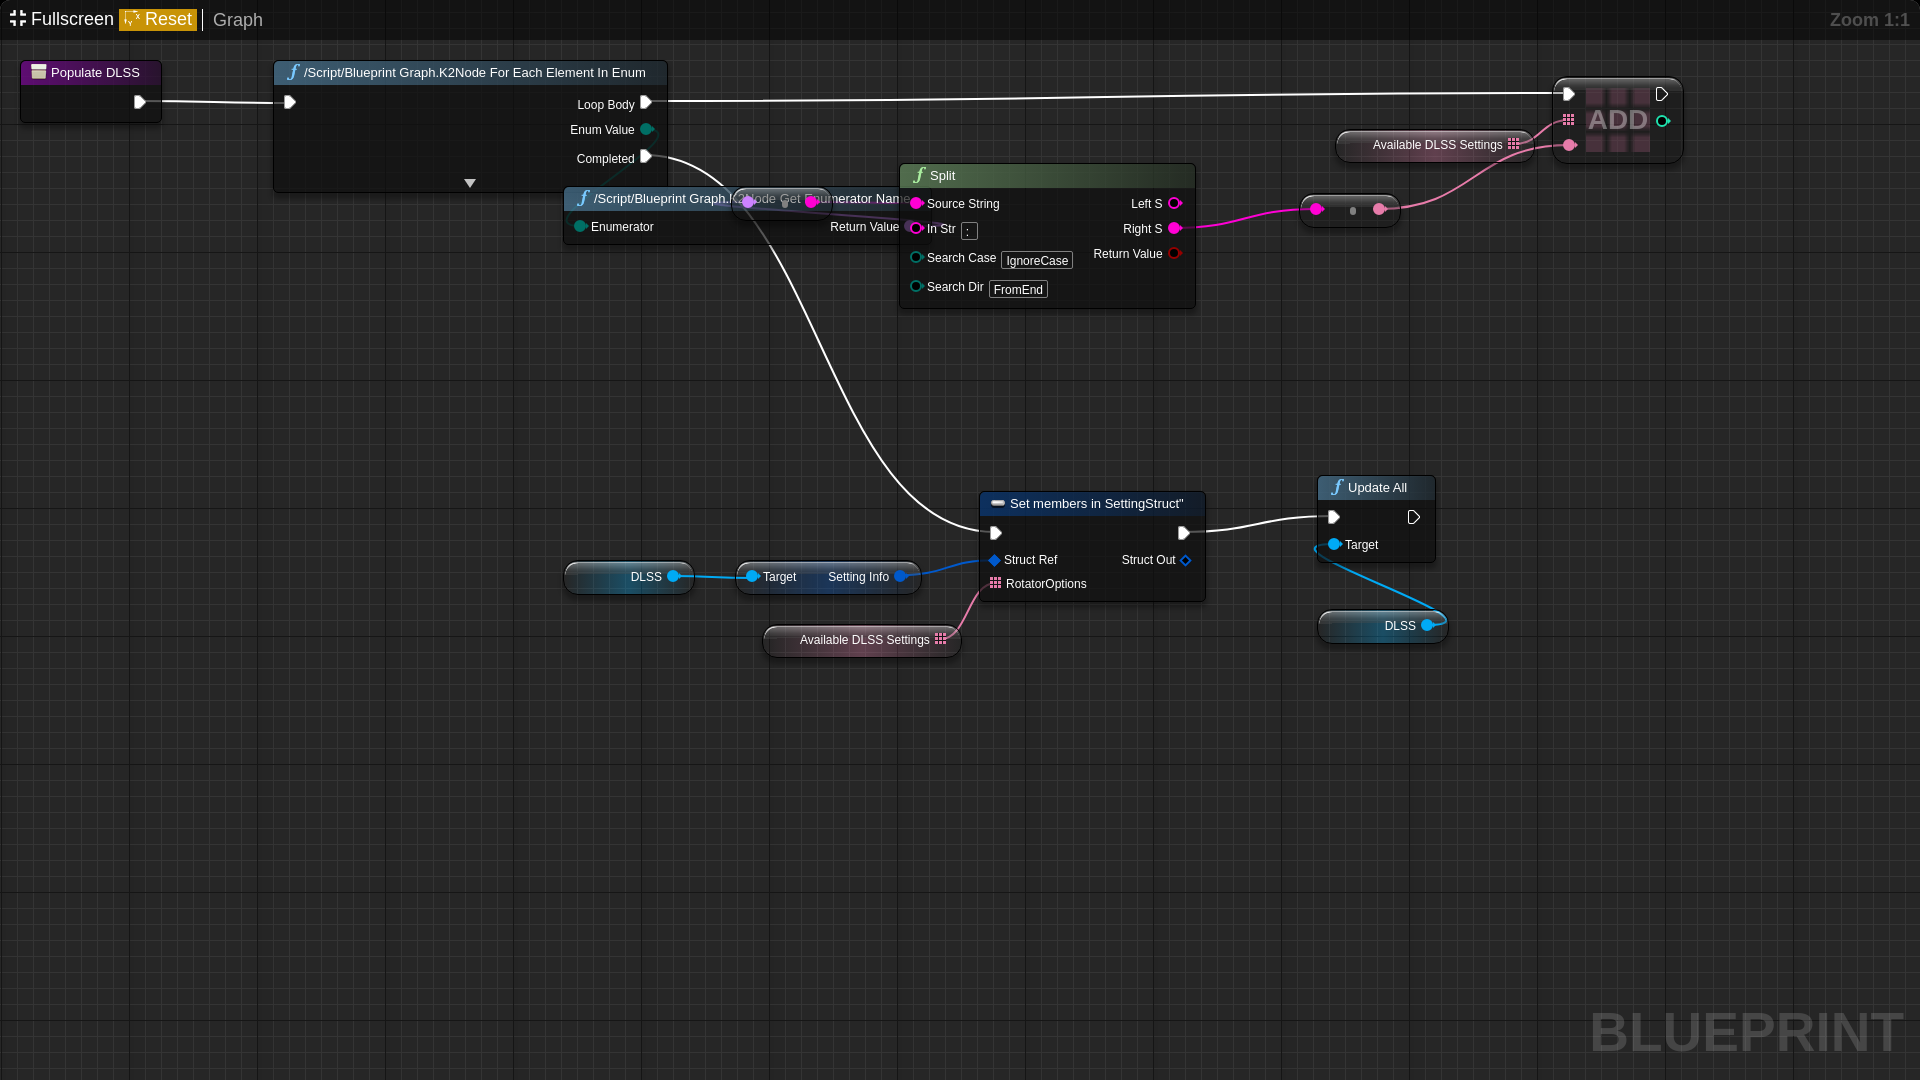 Fullscreen Reset Graph Zoom 1:1
Populate DLSS
/Script/Blueprint Graph.K2Node For Each Element In Enum
Loop Body
Enum Value
Completed
ADD
Available DLSS Settings
/Script/Blueprint Graph.K2Node Get Enumerator Name
Enumerator
Return Value
Split
Source String
Left S
In Str :
Right S
Search Case IgnoreCase
Return Value
Search Dir FromEnd
Set members in SettingStruct"
Struct Ref
Struct Out
RotatorOptions
Update All
Target
DLSS
Target
Setting Info
Available DLSS Settings
DLSS
BLUEPRINT